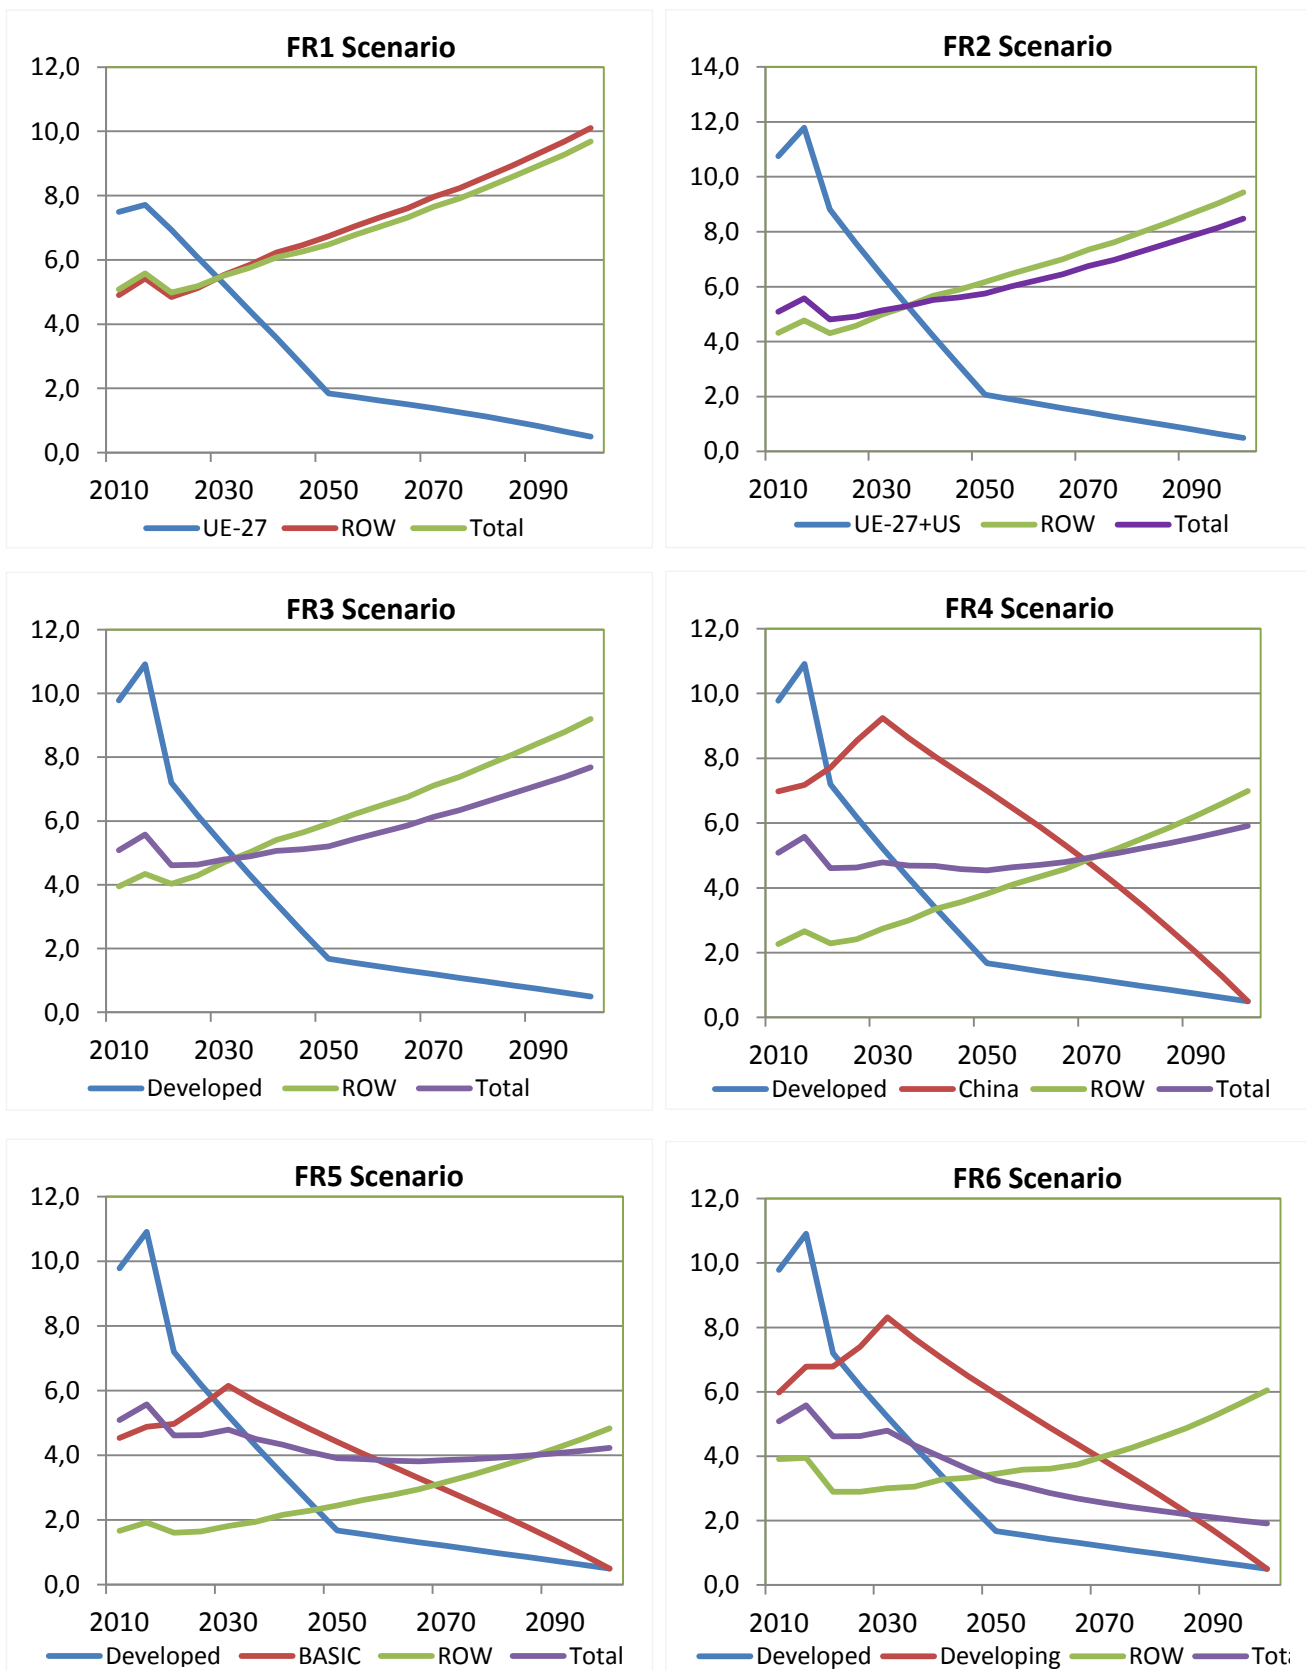 FR1 Scenario
12,0
10,0
8,0
6,0
4,0
2,0
0,0
2010 2030 2050 2070 2090
UE-27 ROW Total
FR2 Scenario
14,0
12,0
10,0
8,0
6,0
4,0
2,0
0,0
2010 2030 2050 2070 2090
UE-27+US ROW Total
FR3 Scenario
12,0
10,0
8,0
6,0
4,0
2,0
0,0
2010 2030 2050 2070 2090
Developed ROW Total
FR4 Scenario
12,0
10,0
8,0
6,0
4,0
2,0
0,0
2010 2030 2050 2070 2090
Developed China ROW Total
FR5 Scenario
12,0
10,0
8,0
6,0
4,0
2,0
0,0
2010 2030 2050 2070 2090
Developed BASIC ROW Total
FR6 Scenario
12,0
10,0
8,0
6,0
4,0
2,0
0,0
2010 2030 2050 2070 2090
Developed Developing ROW Tota